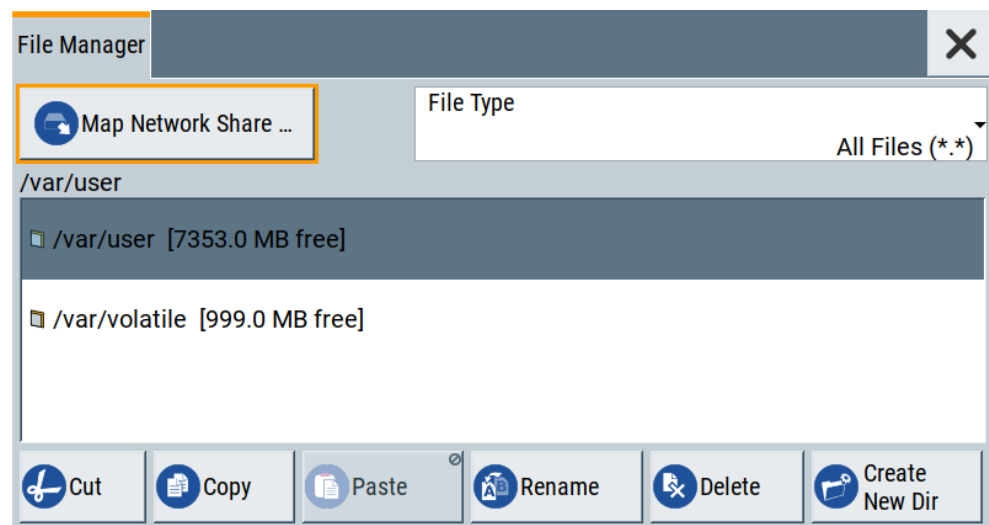 File Manager
Map Network Share ...
File Type
All Files (*.*)
/var/user
/var/user [7353.0 MB free]
/var/volatile [999.0 MB free]
Cut
Copy
Paste
Rename
Delete
Create
New Dir